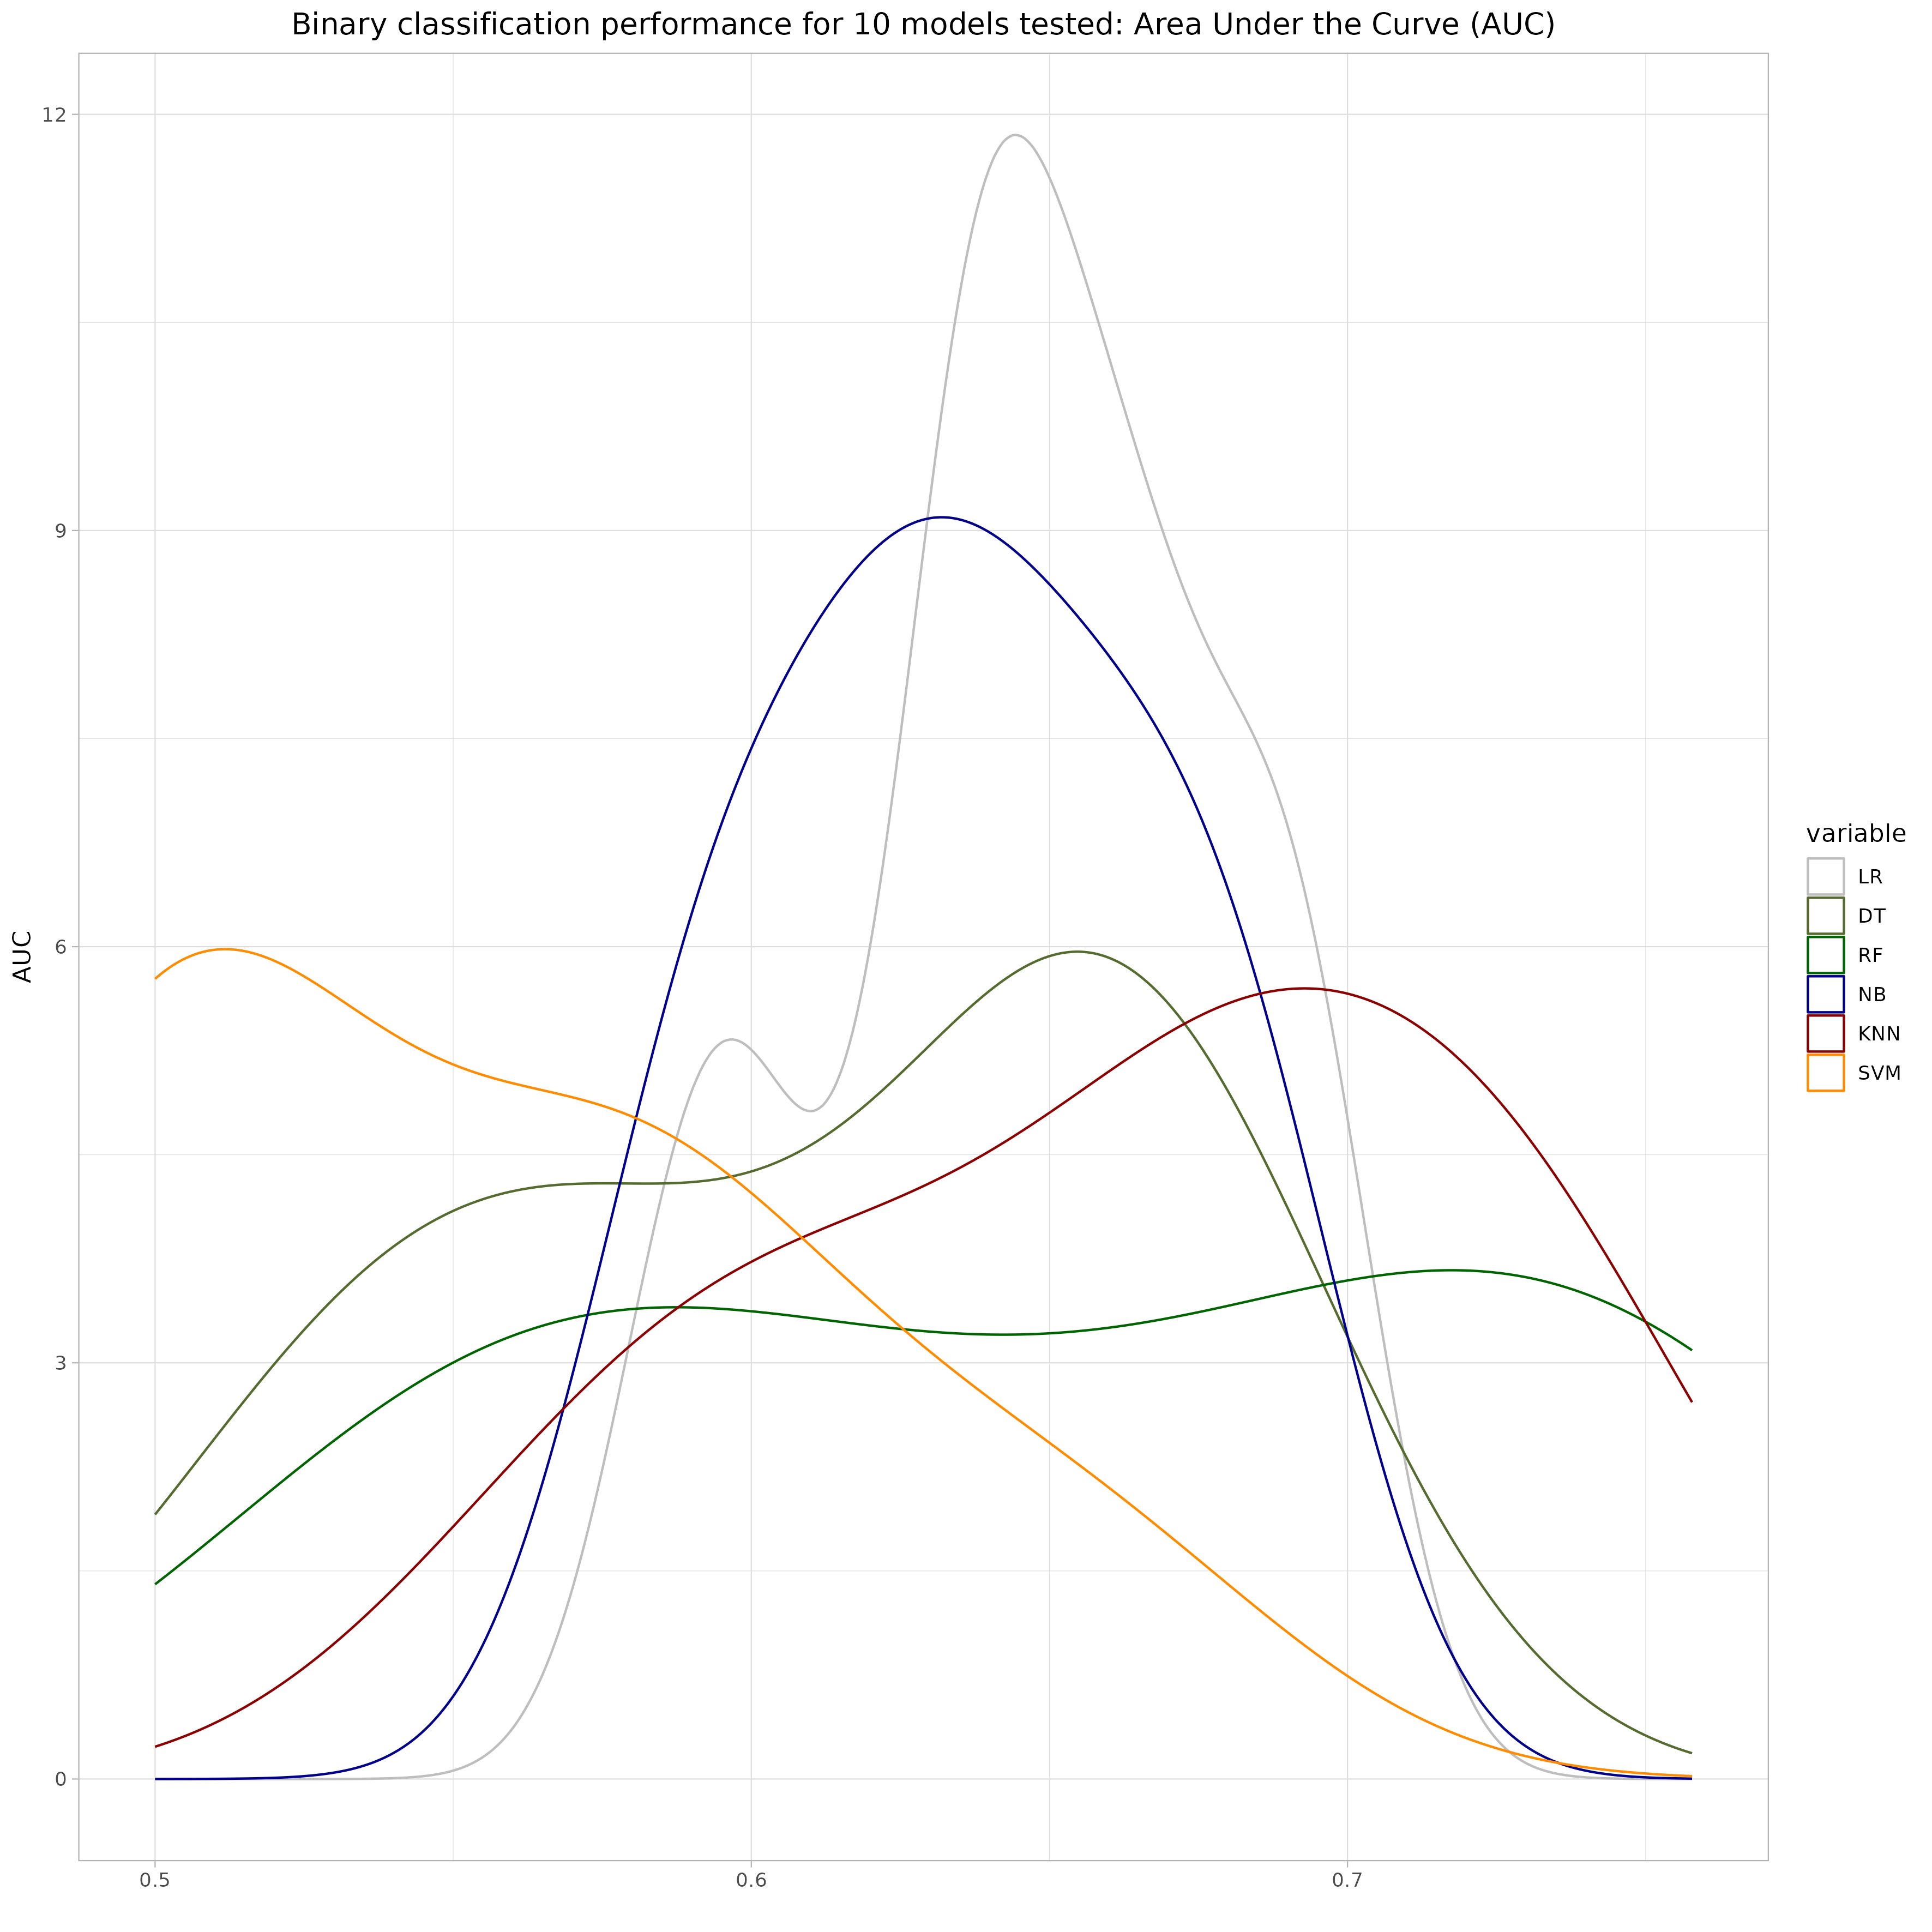 Binary classification performance for 10 models tested: Area Under the Curve (AUC)
12
9
6
3
0
AUC
0.5
0.6
0.7
variable
LR
DT
RF
NB
KNN
SVM